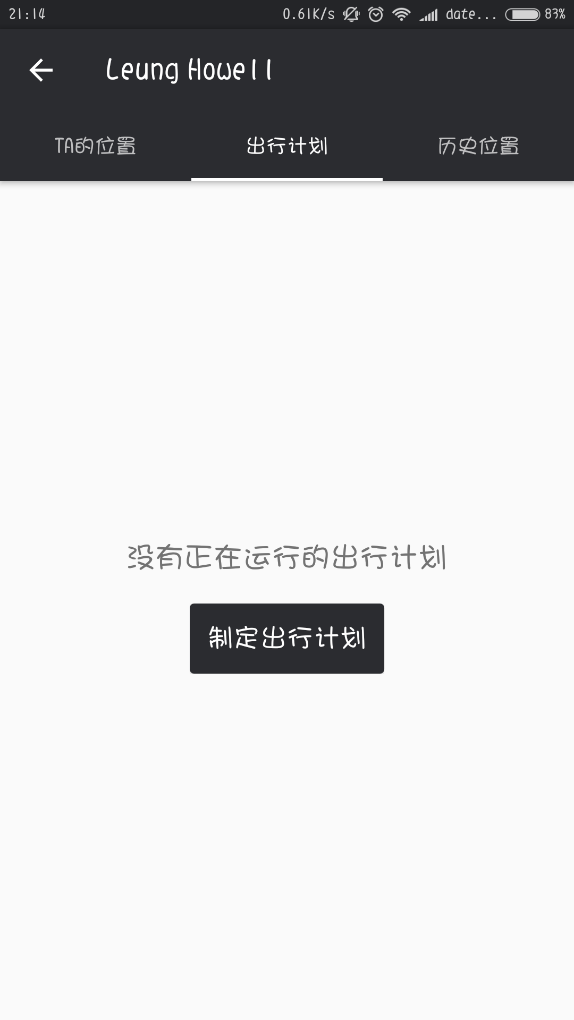 21:14 0.61K/s date... 83%
Leung Howell
TA的位置 出行计划 历史位置
没有正在运行的出行计划
制定出行计划